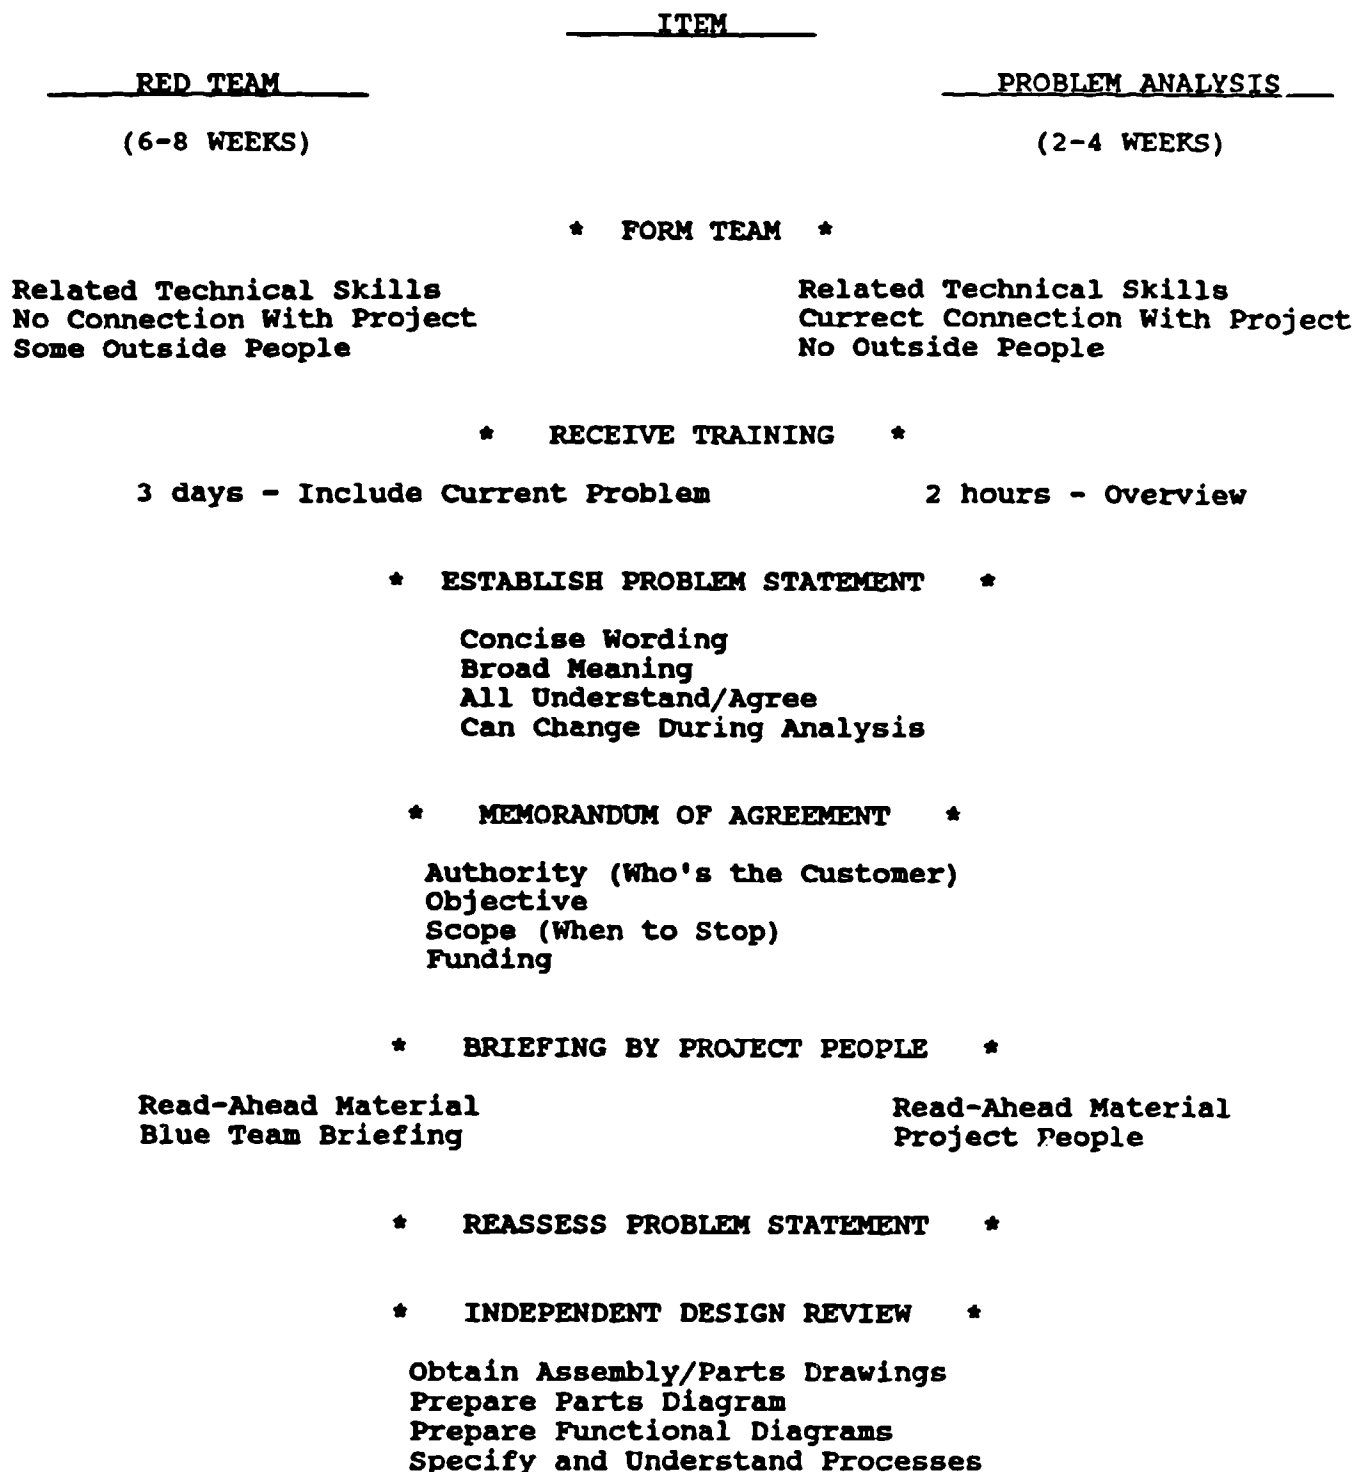 ITEM
RED TEAM PROBLEM ANALYSIS
(6-8 WEEKS) (2-4 WEEKS)
* FORM TEAM *
Related Technical Skills Related Technical Skills
No Connection With Project Currect Connection With Project
Some Outside People No Outside People
* RECEIVE TRAINING *
3 days - Include Current Problem 2 hours - Overview
* ESTABLISH PROBLEM STATEMENT *
Concise Wording
Broad Meaning
All Understand/Agree
Can Change During Analysis
* MEMORANDUM OF AGREEMENT *
Authority (Who's the Customer)
Objective
Scope (When to Stop)
Funding
* BRIEFING BY PROJECT PEOPLE *
Read-Ahead Material Read-Ahead Material
Blue Team Briefing Project People
* REASSESS PROBLEM STATEMENT *
* INDEPENDENT DESIGN REVIEW *
Obtain Assembly/Parts Drawings
Prepare Parts Diagram
Prepare Functional Diagrams
Specify and Understand Processes